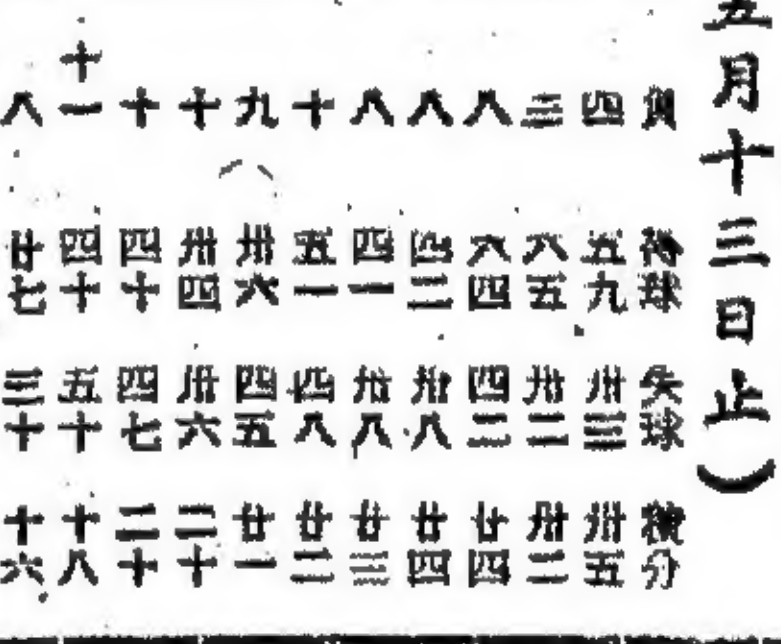 五月十三日止）
負 得球 失球 積分
四 五九 卅三 卅五
三 六五 卅二 卅二
八 六四 四二 廿四
八 四三 卅八 廿四
八 四一 卅八 廿三
十 五一 四八 廿二
九 卅六 四五 廿一
十 卅四 卅六 二十
十 四十 四七 二十
十一 四十 五十 十八
八 廿七 三十 十六